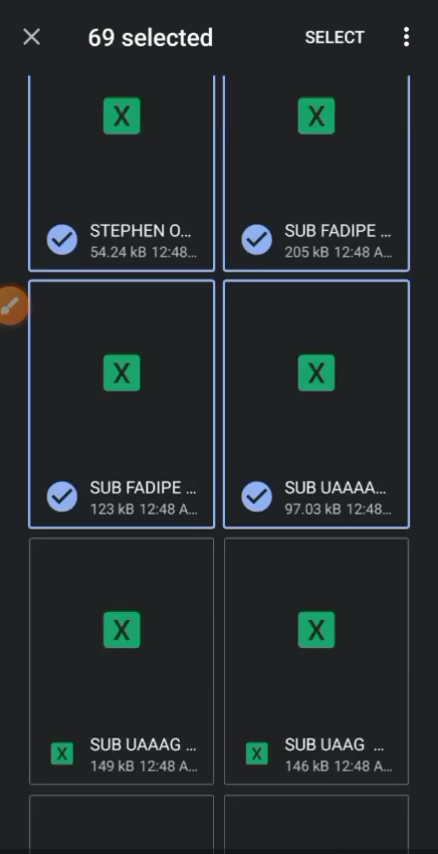 69 selected
SELECT
X
X
STEPHEN O...
54.24 kB 12:48...
SUB FADIPE ...
205 kB 12:48 A...
X
X
SUB FADIPE ...
123 kB 12:48 A...
SUB UAAAA...
97.03 kB 12:48...
X
X
X
SUB UAAAG ...
149 kB 12:48 A...
X
SUB UAAG ...
146 kB 12:48 A...